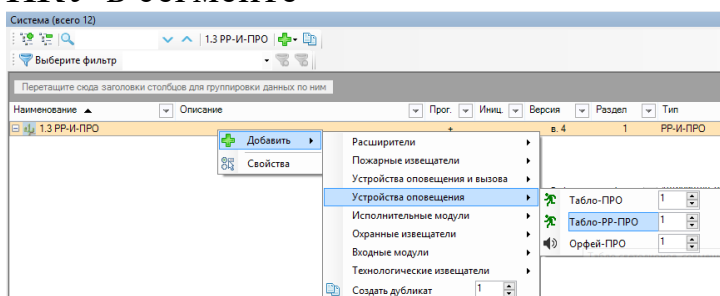 Система (всего 12)
1.3 РР-И-ПРО
Выберите фильтр
Перетащите сюда заголовки столбцов для группировки данных по ним
Наименование Описание Прог. Иниц. Версия Раздел Тип
1.3 РР-И-ПРО + в. 4 1 РР-И-ПРО
Добавить
Свойства
Расширители
Пожарные извещатели
Устройства оповещения и вызова
Устройства оповещения
Исполнительные модули
Охранные извещатели
Входные модули
Технологические извещатели
Создать дубликат 1
Табло-ПРО 1
Табло-РР-ПРО 1
Орфей-ПРО 1